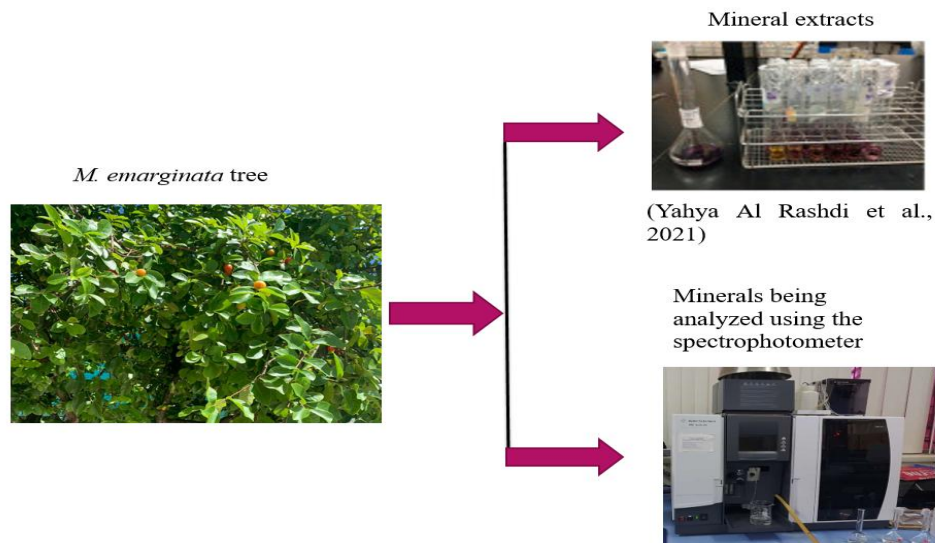 Mineral extracts
M. emarginata tree
(Yahya Al Rashdi et al.,
2021)
Minerals being
analyzed using the
spectrophotometer